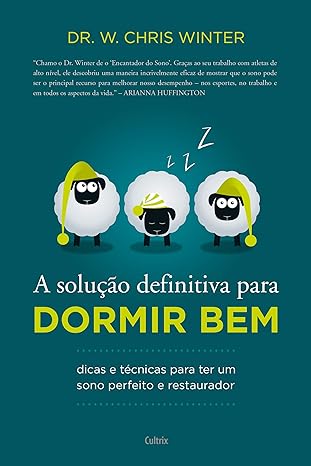 DR. W. CHRIS WINTER
"Chamo o Dr. Winter de o 'Encantador do Sono'. Graças ao seu trabalho com atletas de
alto nível, ele descobriu uma maneira incrivelmente eficaz de mostrar que o sono pode
ser o principal recurso para melhorar nosso desempenho – nos esportes, no trabalho e
em todos os aspectos da vida." – ARIANNA HUFFINGTON
Z
Z
Z
A solução definitiva para
DORMIR BEM
dicas e técnicas para ter um
sono perfeito e restaurador
Cultrix